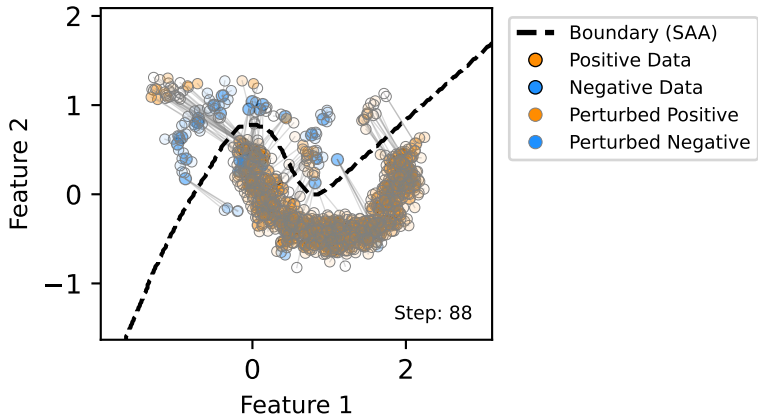 2
1
0
−1
Feature 2
0
2
Feature 1
Step: 88
Boundary (SAA)
Positive Data
Negative Data
Perturbed Positive
Perturbed Negative